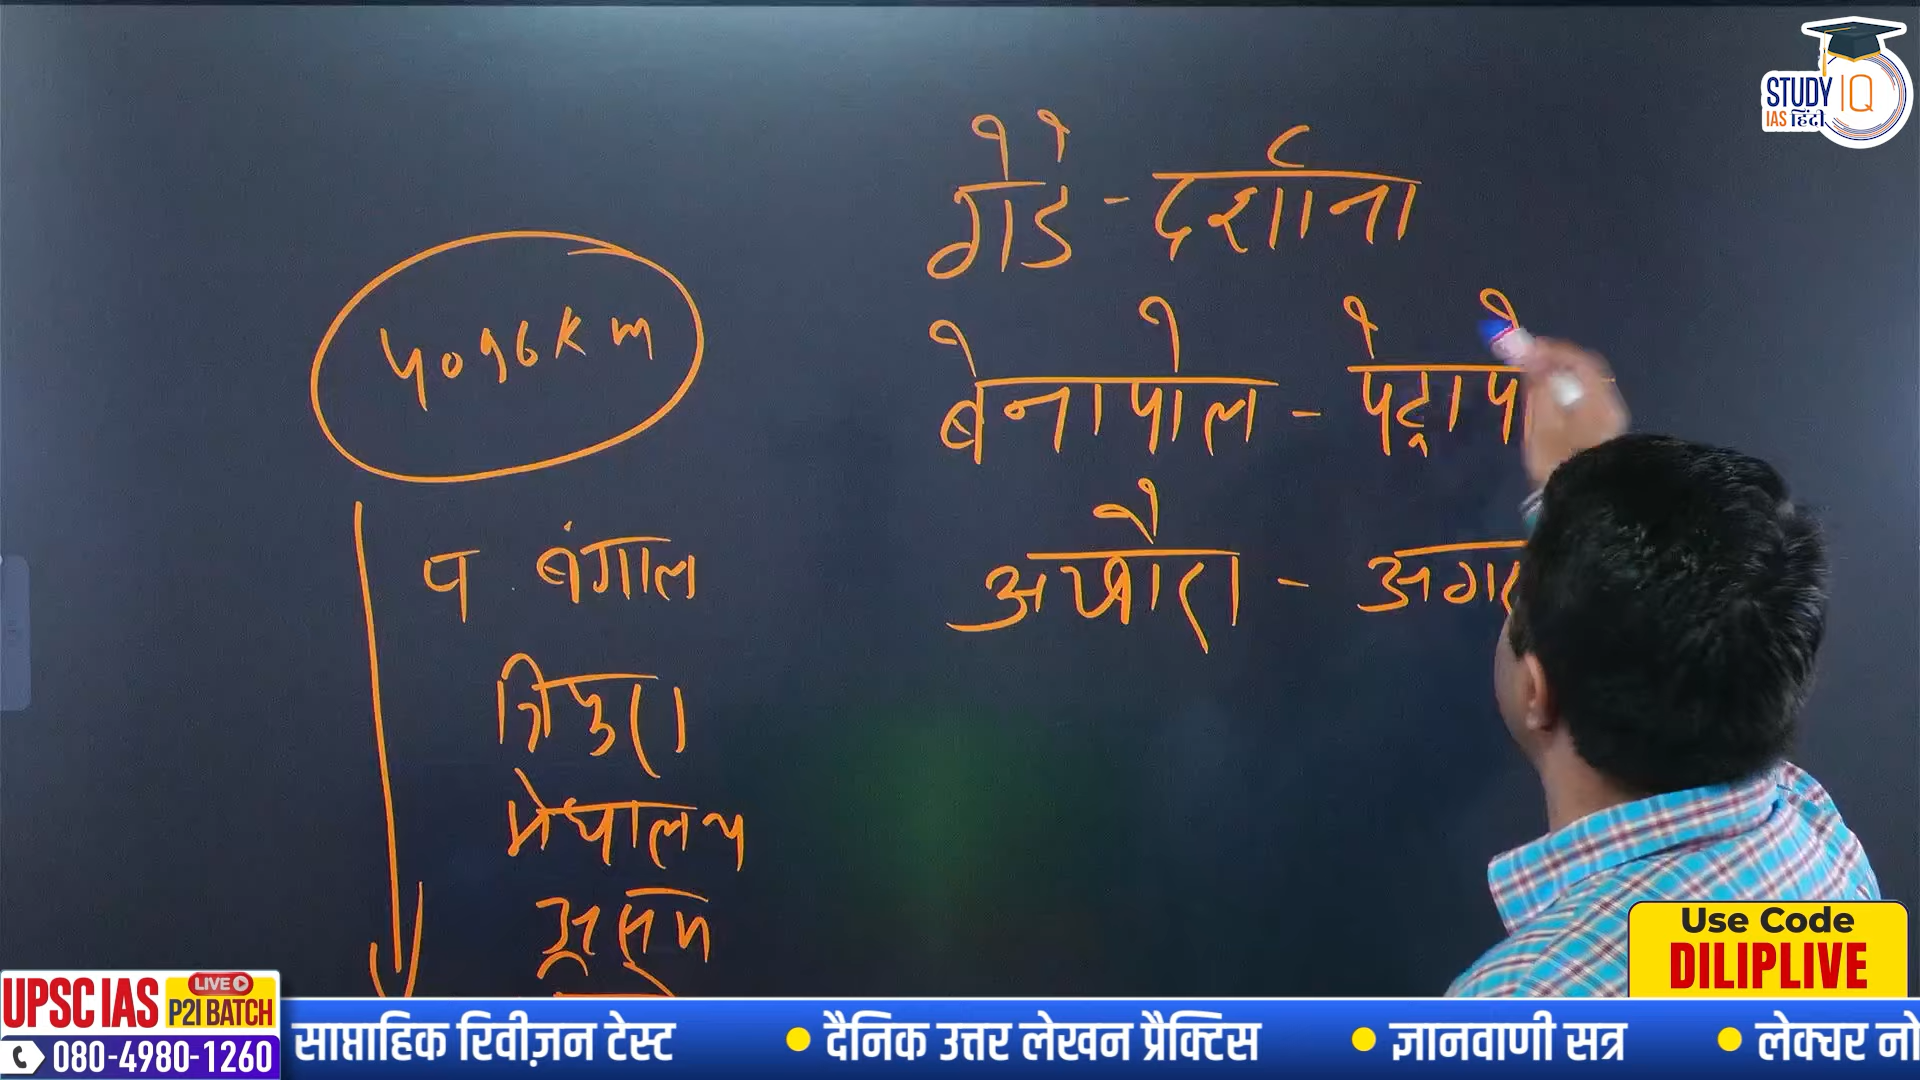 STUDY IQ
IAS हिंदी
गेदे - दर्शाना
4096 km
बेनापोल - पेट्रापो
अखौरा - अगर
प बंगाल
त्रिपुरा
मेघालय
असम
Use Code
DILIPLIVE
UPSC IAS LIVE P2I BATCH
080-4980-1260
साप्ताहिक रिवीज़न टेस्ट • दैनिक उत्तर लेखन प्रैक्टिस • ज्ञानवाणी सत्र • लेक्चर नो